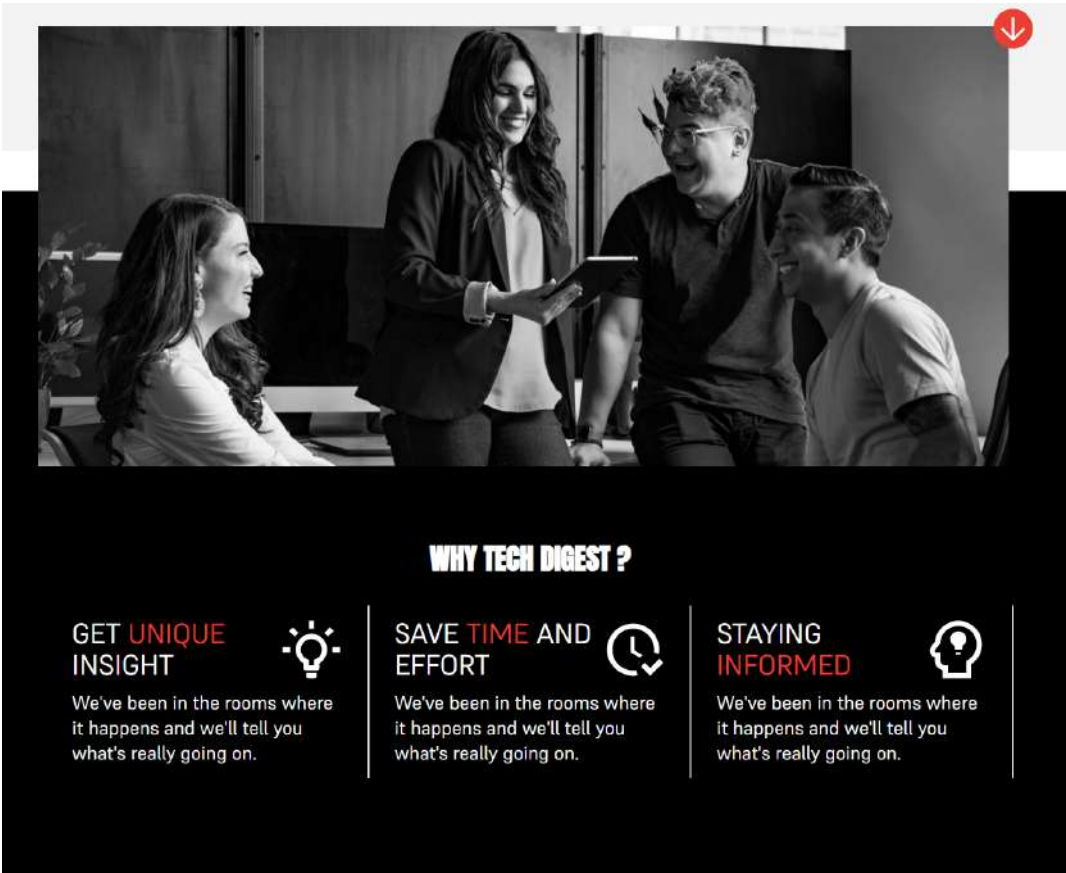 WHY TECH DIGEST ?
GET UNIQUE
INSIGHT
We've been in the rooms where
it happens and we'll tell you
what's really going on.
SAVE TIME AND
EFFORT
We've been in the rooms where
it happens and we'll tell you
what's really going on.
STAYING
INFORMED
We've been in the rooms where
it happens and we'll tell you
what's really going on.